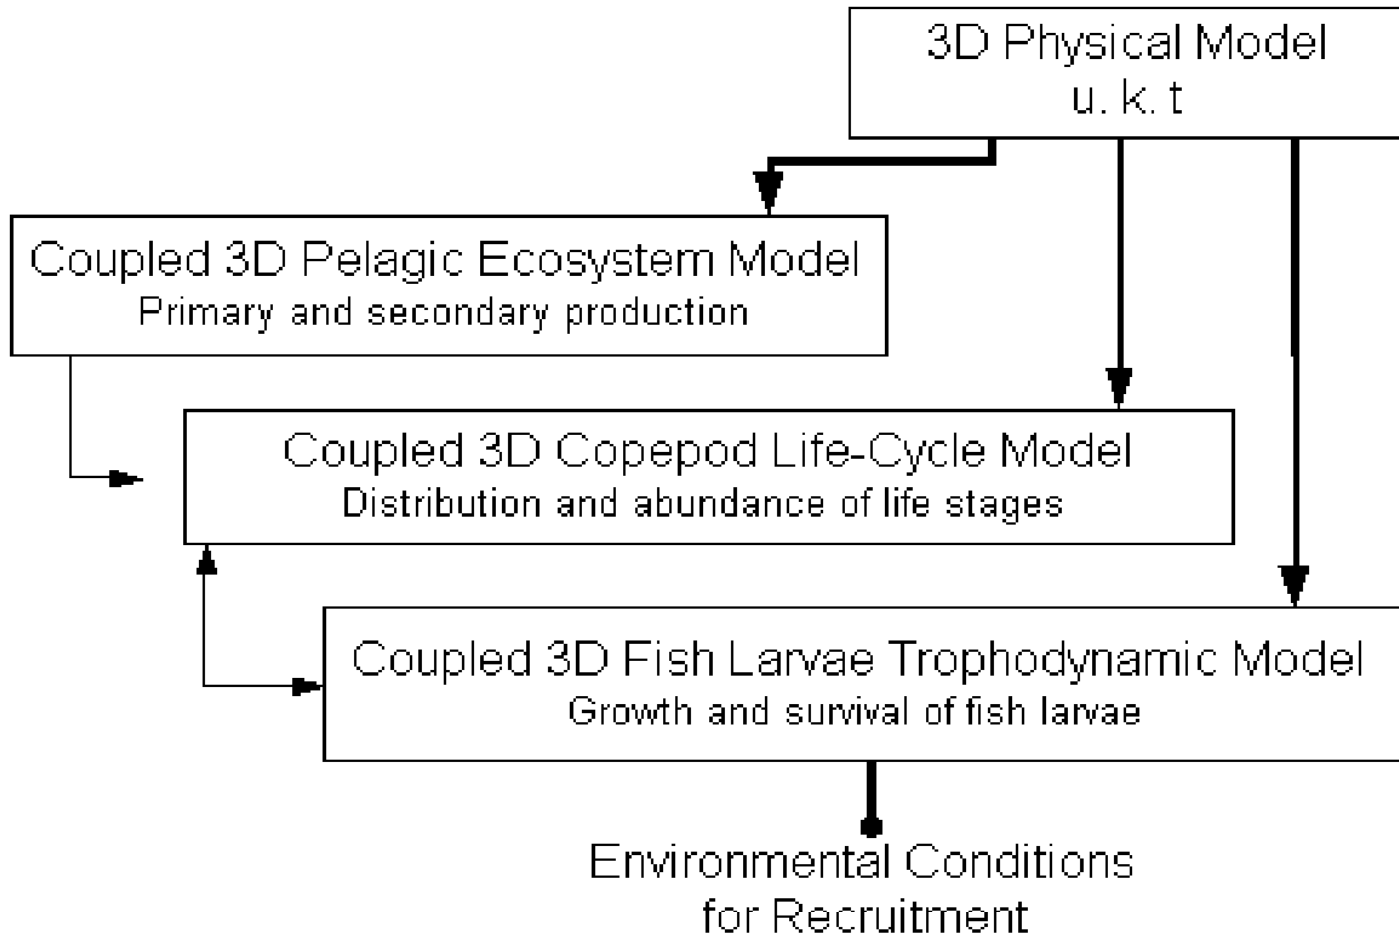 3D Physical Model
u. k. t
Coupled 3D Pelagic Ecosystem Model
Primary and secondary production
Coupled 3D Copepod Life-Cycle Model
Distribution and abundance of life stages
Coupled 3D Fish Larvae Trophodynamic Model
Growth and survival of fish larvae
Environmental Conditions
for Recruitment